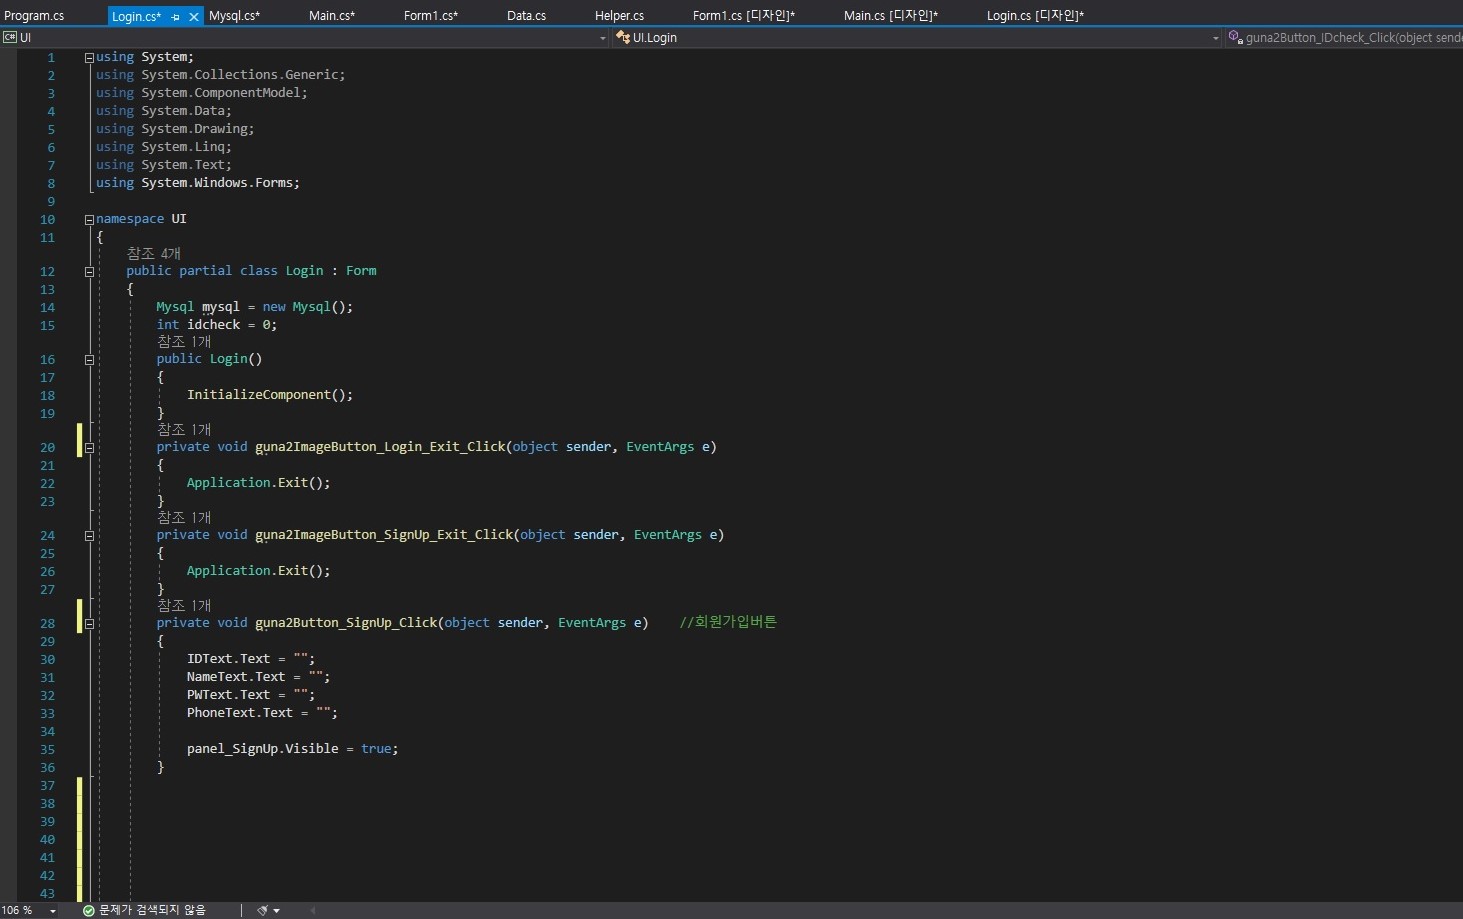 Program.cs Login.cs* Mysql.cs* Main.cs* Form1.cs* Data.cs Helper.cs Form1.cs [디자인]* Main.cs [디자인]* Login.cs [디자인]*
C# UI UI.Login guna2Button_IDcheck_Click(object sende
1 using System;
2 using System.Collections.Generic;
3 using System.ComponentModel;
4 using System.Data;
5 using System.Drawing;
6 using System.Linq;
7 using System.Text;
8 using System.Windows.Forms;
9
10 namespace UI
11 {
참조 4개
12 public partial class Login : Form
13 {
14 Mysql mysql = new Mysql();
15 int idcheck = 0;
참조 1개
16 public Login()
17 {
18 InitializeComponent();
19 }
참조 1개
20 private void guna2ImageButton_Login_Exit_Click(object sender, EventArgs e)
21 {
22 Application.Exit();
23 }
참조 1개
24 private void guna2ImageButton_SignUp_Exit_Click(object sender, EventArgs e)
25 {
26 Application.Exit();
27 }
참조 1개
28 private void guna2Button_SignUp_Click(object sender, EventArgs e) //회원가입버튼
29 {
30 IDText.Text = "";
31 NameText.Text = "";
32 PWText.Text = "";
33 PhoneText.Text = "";
34
35 panel_SignUp.Visible = true;
36 }
37
38
39
40
41
42
43
106 % 문제가 검색되지 않음